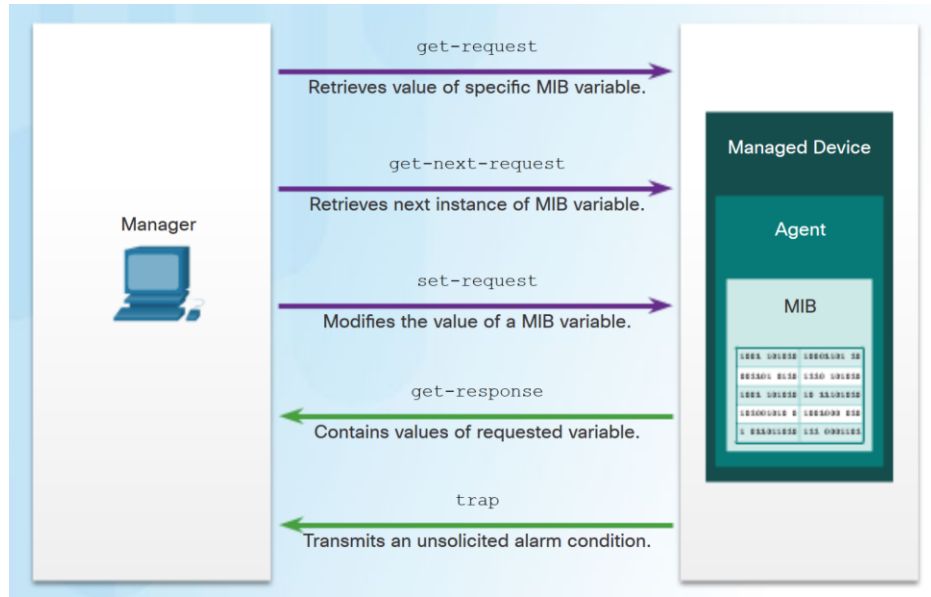 get-request
Retrieves value of specific MIB variable.
get-next-request
Retrieves next instance of MIB variable.
set-request
Modifies the value of a MIB variable.
get-response
Contains values of requested variable.
trap
Transmits an unsolicited alarm condition.
Manager
Managed Device
Agent
MIB